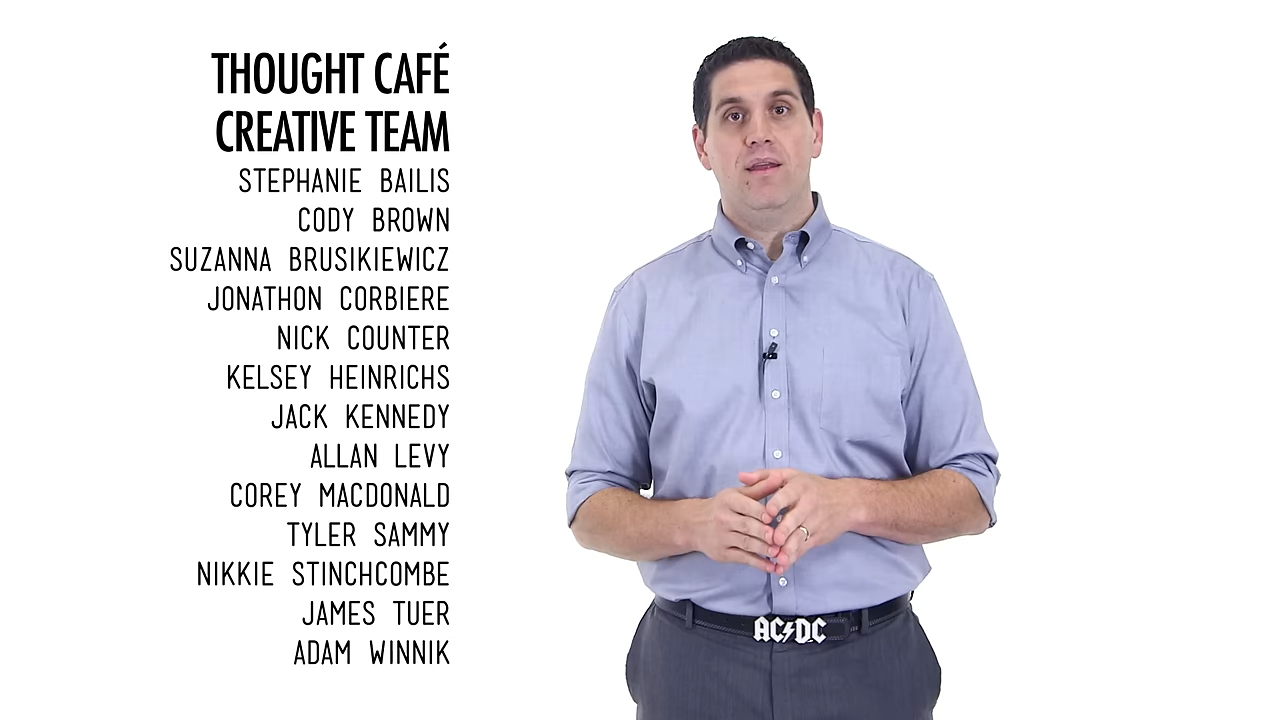 THOUGHT CAFÉ
CREATIVE TEAM
STEPHANIE BAILIS
CODY BROWN
SUZANNA BRUSIKIEWICZ
JONATHON CORBIERE
NICK COUNTER
KELSEY HEINRICHS
JACK KENNEDY
ALLAN LEVY
COREY MACDONALD
TYLER SAMMY
NIKKIE STINCHCOMBE
JAMES TUER
ADAM WINNIK
AC⚡DC